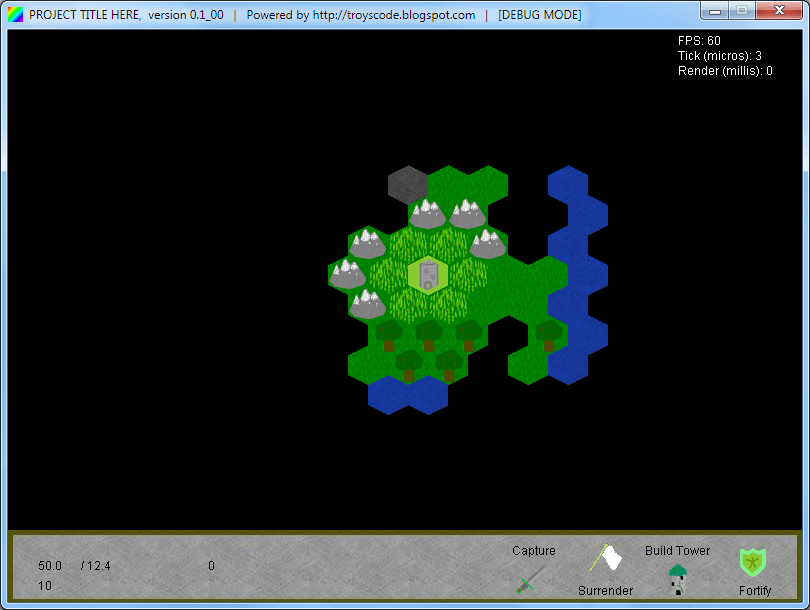 PROJECT TITLE HERE, version 0.1_00 | Powered by http://troyscode.blogspot.com | [DEBUG MODE]
FPS: 60
Tick (micros): 3
Render (millis): 0
Capture
Build Tower
50.0 / 12.4
0
10
Surrender
Fortify